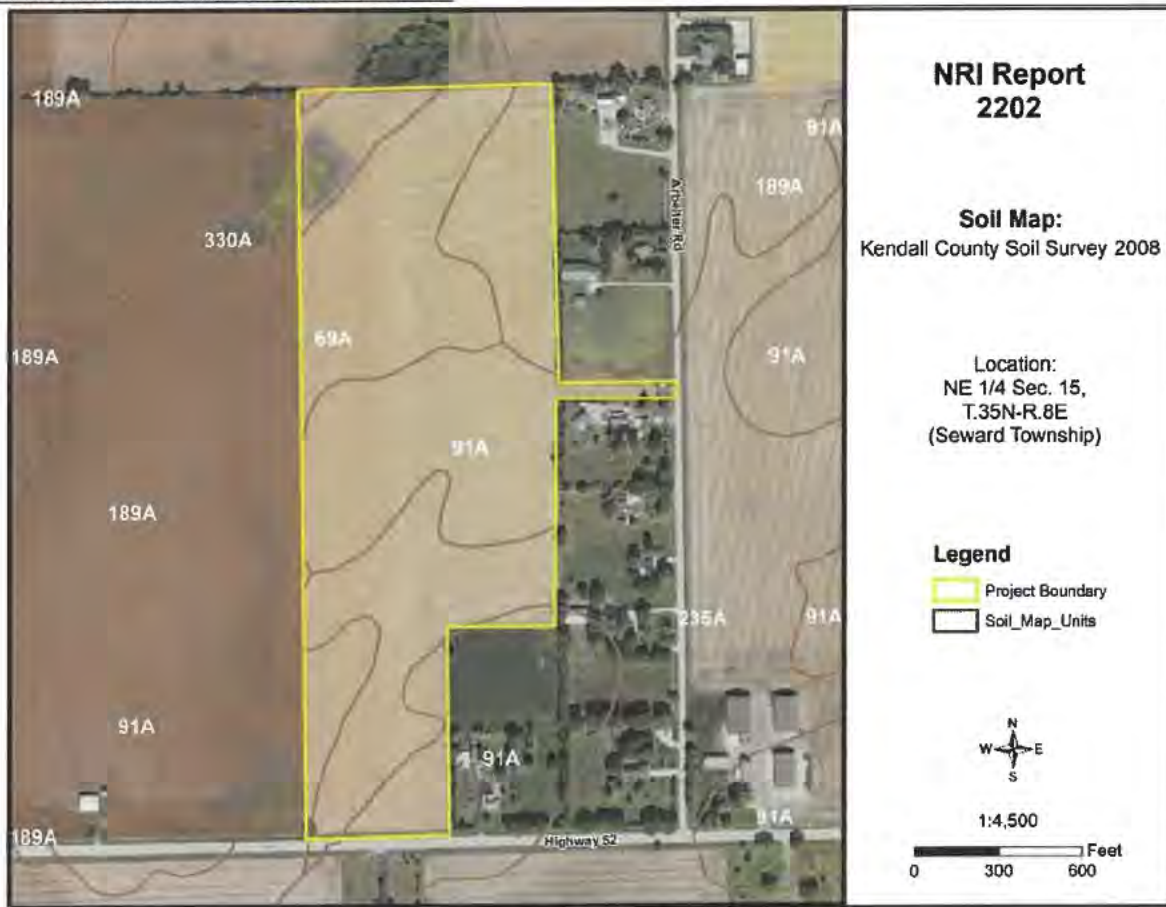 NRI Report
2202
Soil Map:
Kendall County Soil Survey 2008
Location:
NE 1/4 Sec. 15,
T.35N-R.8E
(Seward Township)
Legend
Project Boundary
Soil_Map_Units
N
W E
S
1:4,500
Feet
0 300 600
189A
91A
189A
330A
Arbeiter Rd
189A
69A
91A
91A
189A
235A
91A
91A
91A
189A
Highway 52
91A